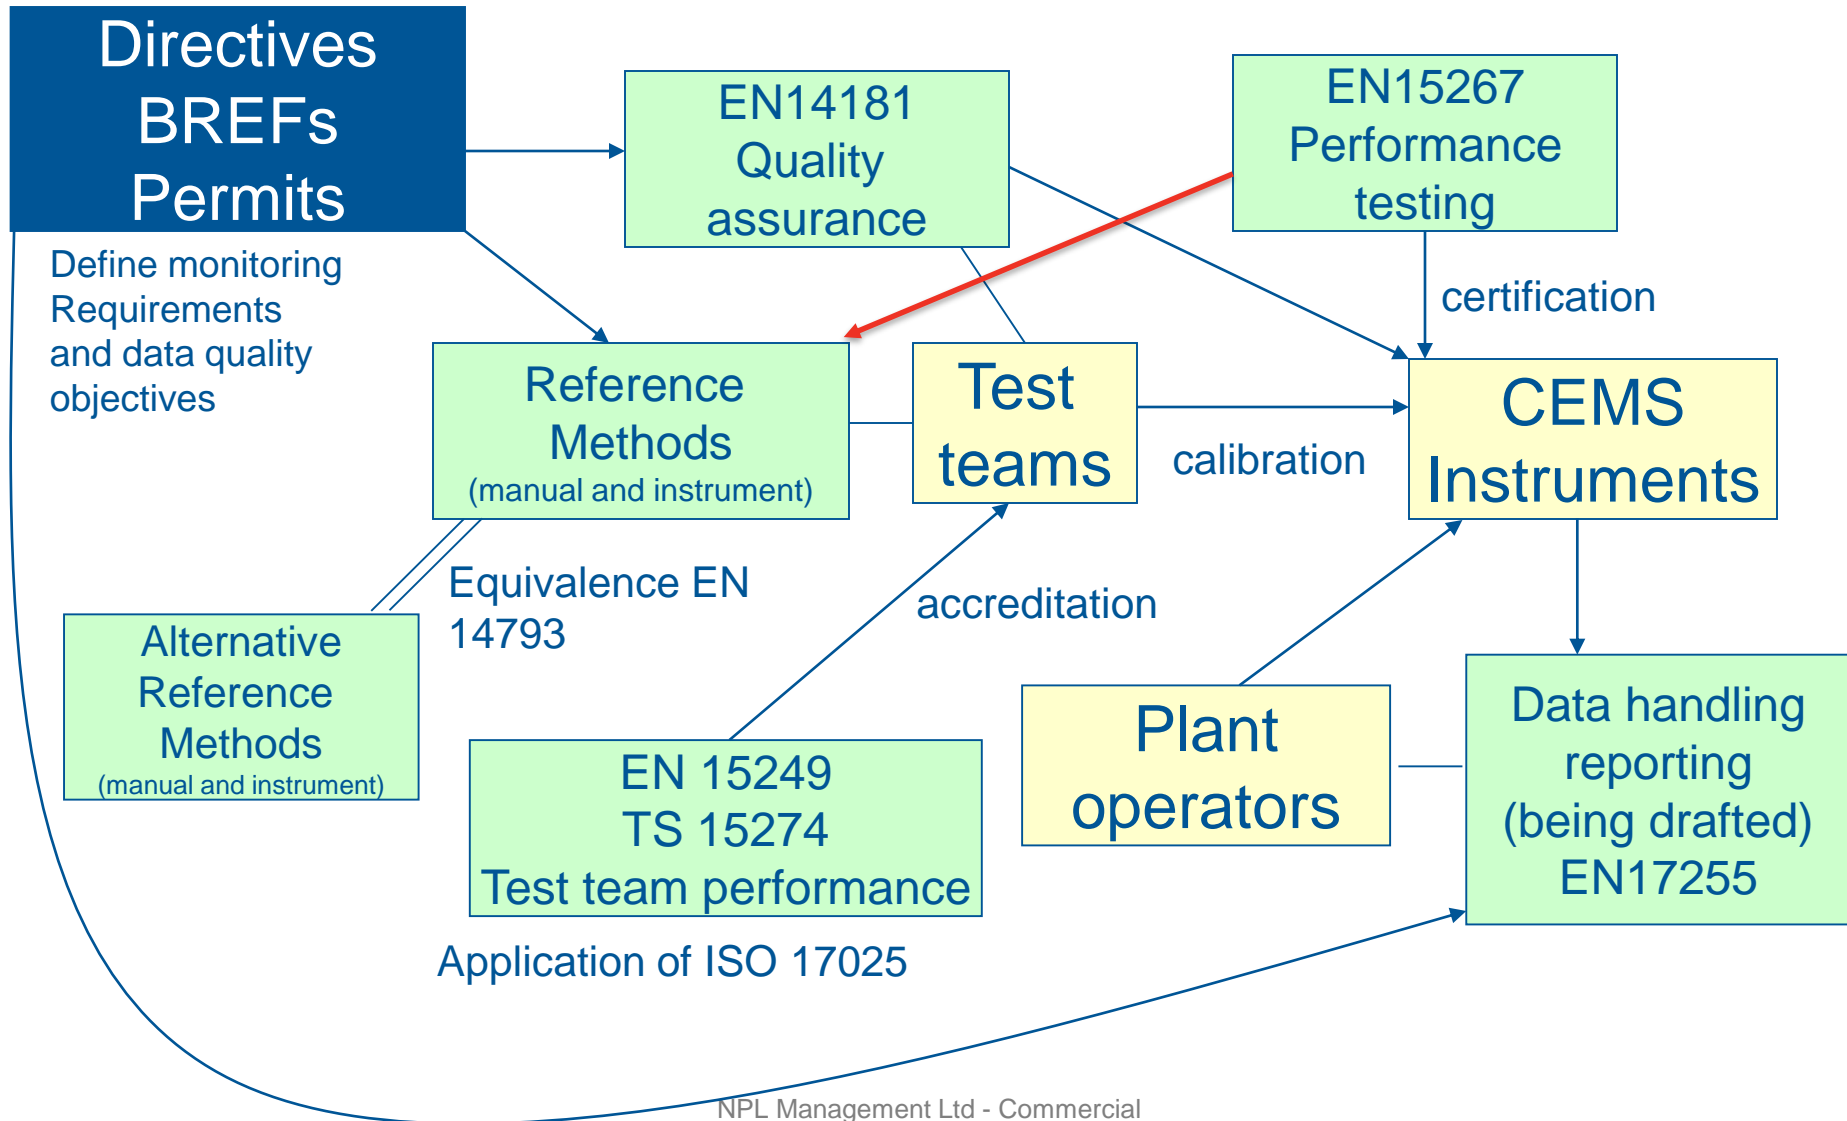 Directives
BREFs
Permits
Define monitoring
Requirements
and data quality
objectives
EN14181
Quality
assurance
EN15267
Performance
testing
certification
Reference
Methods
(manual and instrument)
Test
teams
calibration
CEMS
Instruments
Equivalence EN
14793
accreditation
Alternative
Reference
Methods
(manual and instrument)
EN 15249
TS 15274
Test team performance
Application of ISO 17025
Plant
operators
Data handling
reporting
(being drafted)
EN17255
NPL Management Ltd - Commercial